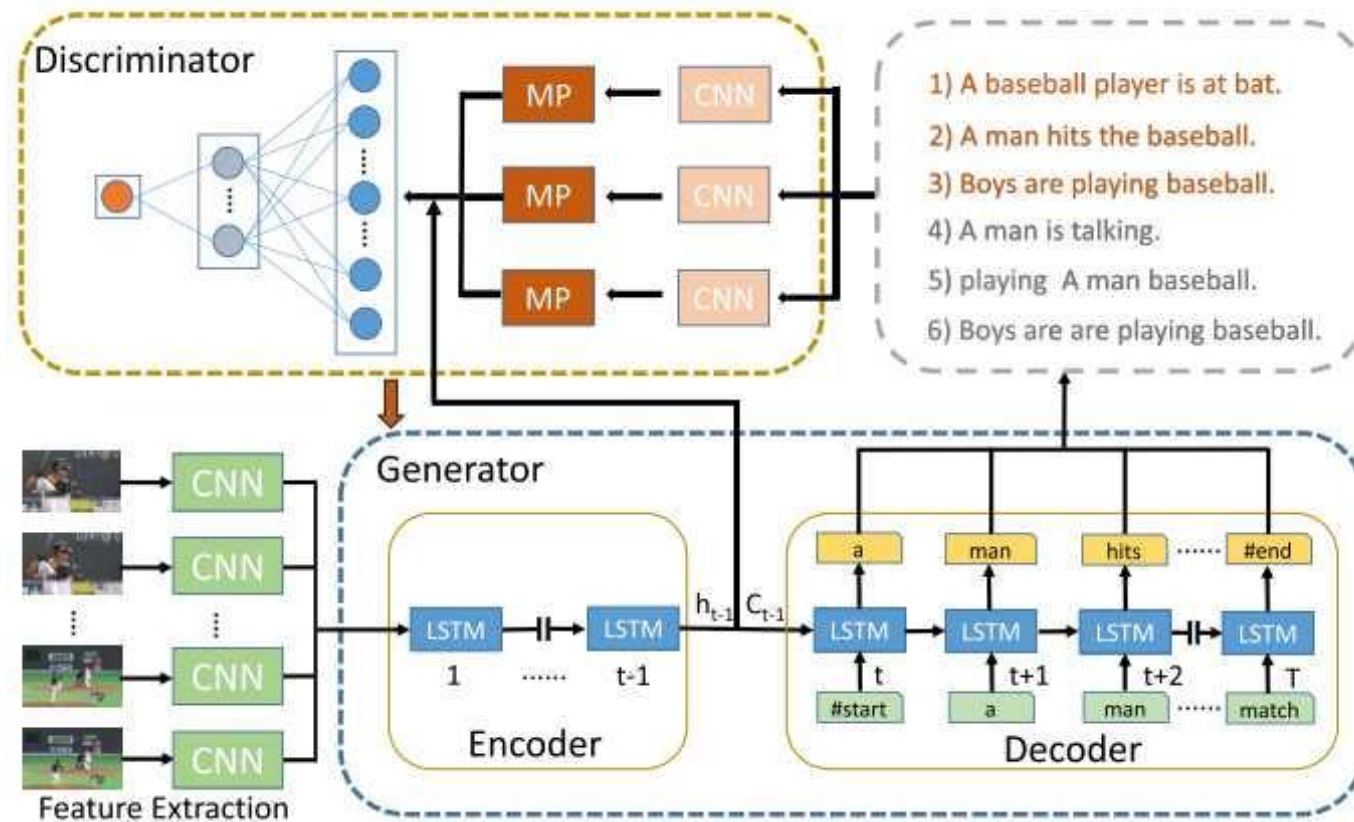 Discriminator
MP
CNN
MP
CNN
MP
CNN
1) A baseball player is at bat.
2) A man hits the baseball.
3) Boys are playing baseball.
4) A man is talking.
5) playing A man baseball.
6) Boys are are playing baseball.
CNN
CNN
CNN
CNN
Feature Extraction
Generator
LSTM
LSTM
1 ...... t-1
Encoder
h t-1 C t-1
a man hits ...... #end
LSTM LSTM LSTM LSTM
t t+1 t+2 T
#start a man ...... match
Decoder